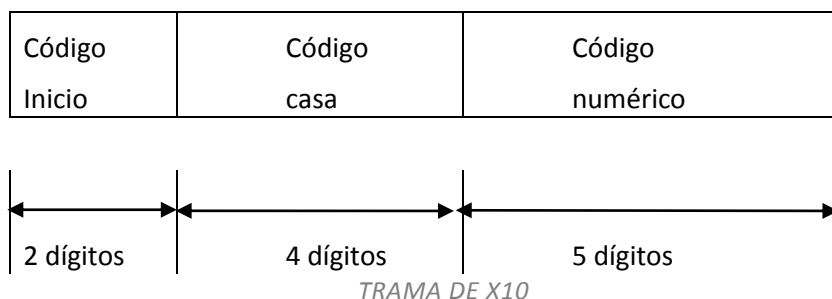 Código Código Código
Inicio casa numérico
2 dígitos 4 dígitos 5 dígitos
TRAMA DE X10